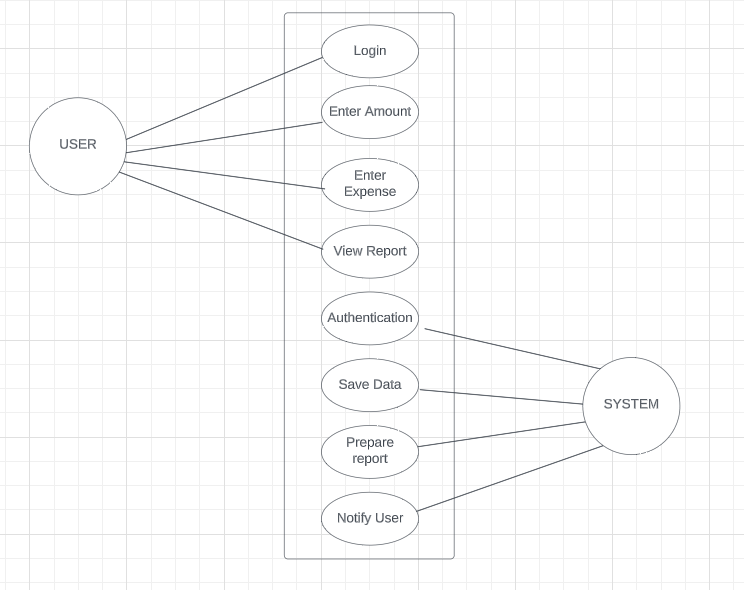 Login
Enter Amount
USER
Enter
Expense
View Report
Authentication
Save Data
SYSTEM
Prepare
report
Notify User